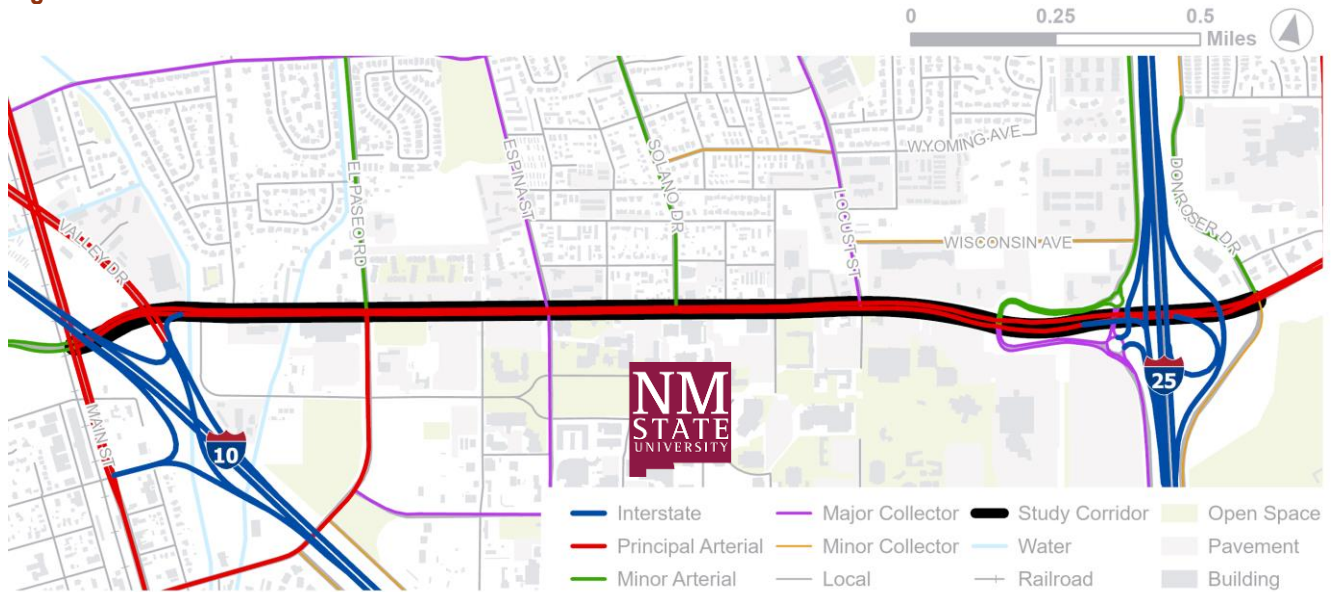 0 0.25 0.5
Miles
WYOMING AVE
EL PASEO RD
ESPINA ST
SOLANO DR
LOCUST ST
DONROSER DR
VALLEY DR
WISCONSIN AVE
MAIN ST
10
25
NM
STATE
UNIVERSITY
Interstate Major Collector Study Corridor Open Space
Principal Arterial Minor Collector Water Pavement
Minor Arterial Local Railroad Building